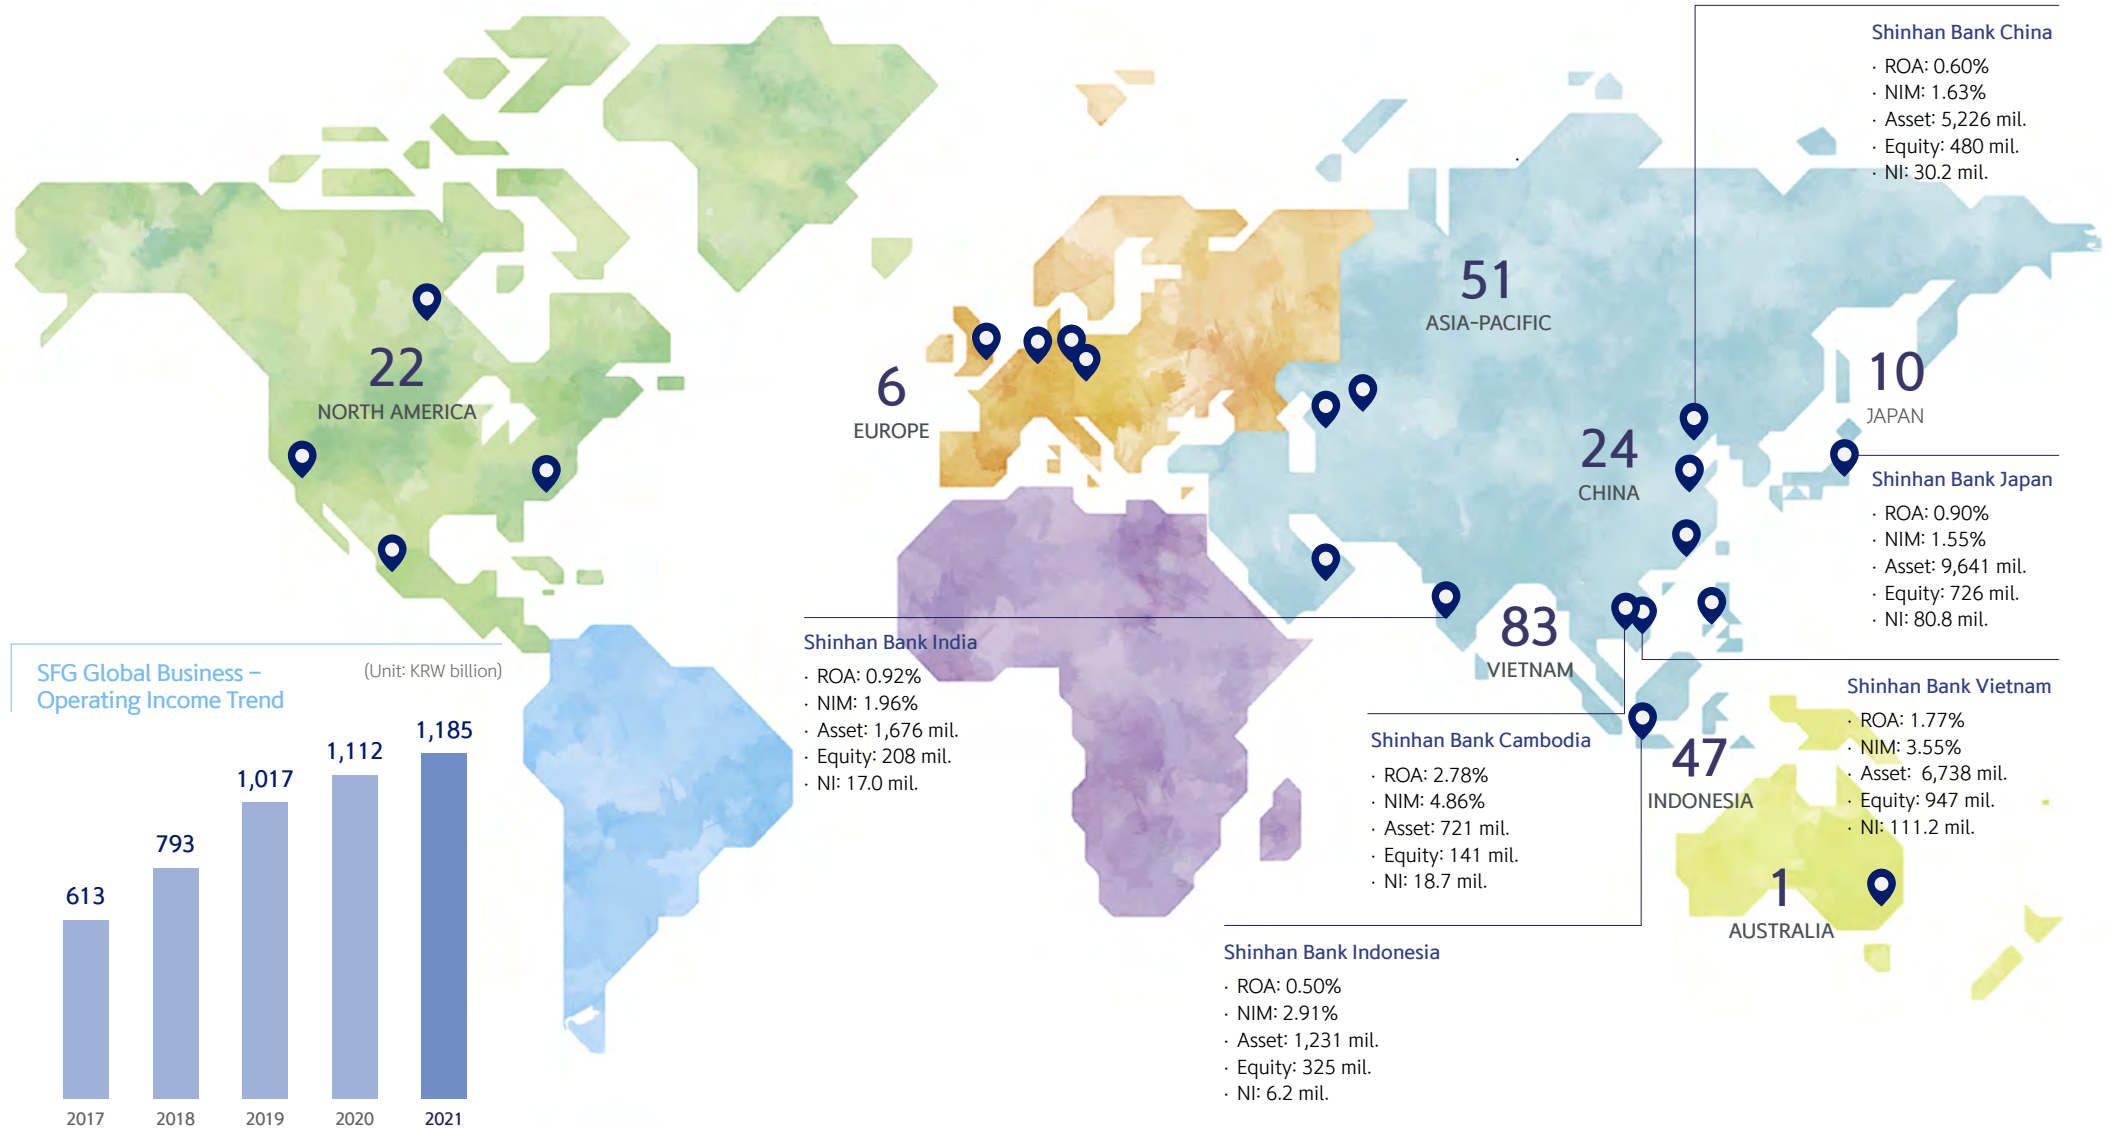 Shinhan Bank China
· ROA: 0.60%
· NIM: 1.63%
· Asset: 5,226 mil.
· Equity: 480 mil.
· NI: 30.2 mil.
51
ASIA-PACIFIC
22
NORTH AMERICA
6
EUROPE
10
JAPAN
24
CHINA
Shinhan Bank Japan
· ROA: 0.90%
· NIM: 1.55%
· Asset: 9,641 mil.
· Equity: 726 mil.
· NI: 80.8 mil.
83
VIETNAM
Shinhan Bank India
· ROA: 0.92%
· NIM: 1.96%
· Asset: 1,676 mil.
· Equity: 208 mil.
· NI: 17.0 mil.
Shinhan Bank Vietnam
· ROA: 1.77%
· NIM: 3.55%
· Asset: 6,738 mil.
· Equity: 947 mil.
· NI: 111.2 mil.
Shinhan Bank Cambodia
· ROA: 2.78%
· NIM: 4.86%
· Asset: 721 mil.
· Equity: 141 mil.
· NI: 18.7 mil.
47
INDONESIA
1
AUSTRALIA
Shinhan Bank Indonesia
· ROA: 0.50%
· NIM: 2.91%
· Asset: 1,231 mil.
· Equity: 325 mil.
· NI: 6.2 mil.
SFG Global Business –
Operating Income Trend
(Unit: KRW billion)
613
793
1,017
1,112
1,185
2017
2018
2019
2020
2021